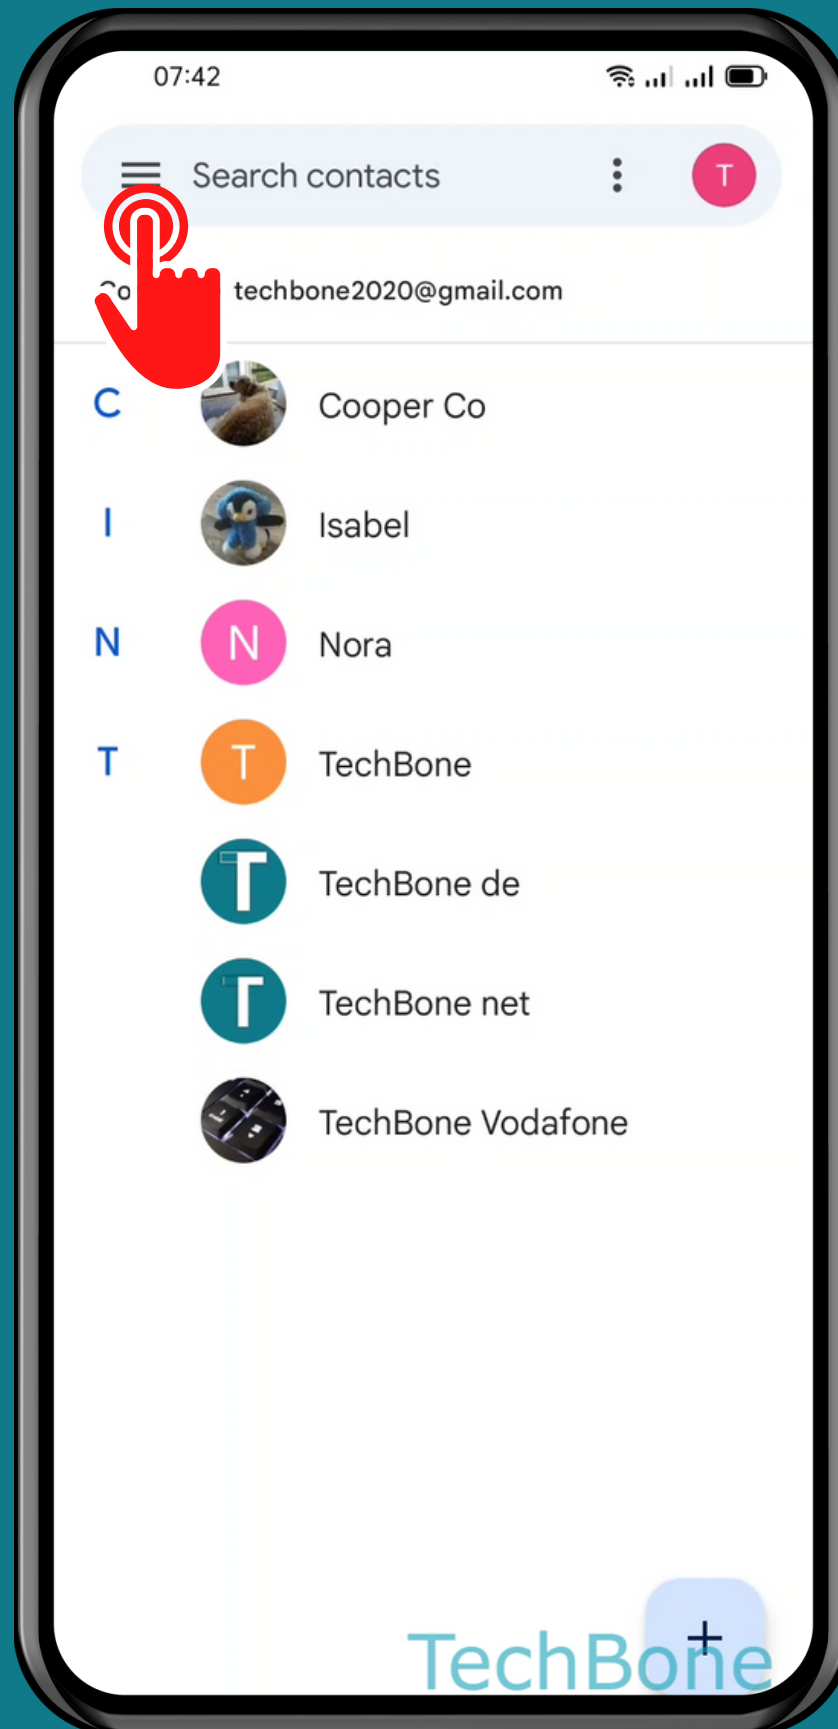 07:42
Search contacts
T
techbone2020@gmail.com
C
Cooper Co
I
Isabel
N
N
Nora
T
T
TechBone
T
TechBone de
T
TechBone net
TechBone Vodafone
+
TechBone